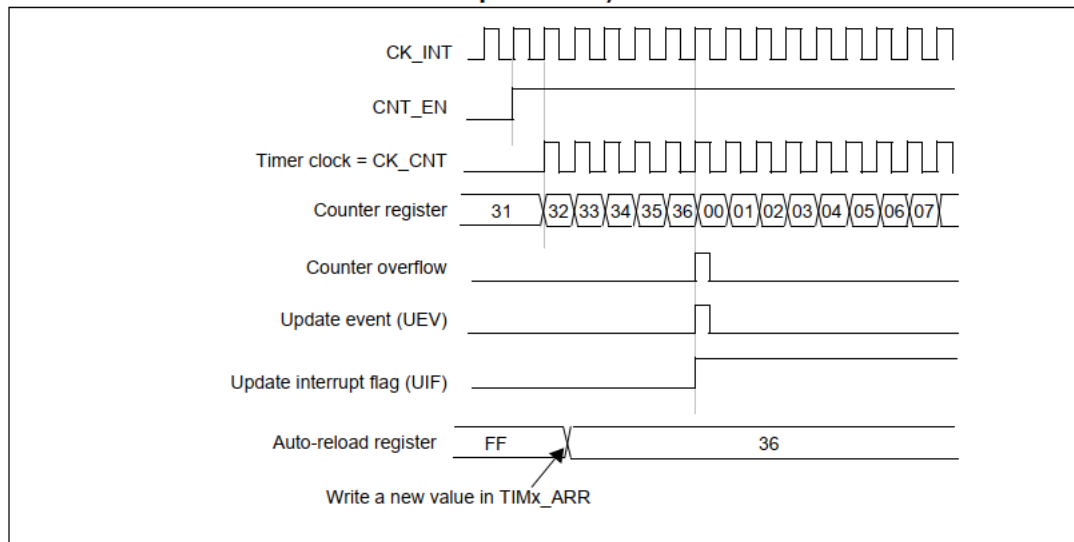 CK_INT
CNT_EN
Timer clock = CK_CNT
Counter register 31 32 33 34 35 36 00 01 02 03 04 05 06 07
Counter overflow
Update event (UEV)
Update interrupt flag (UIF)
Auto-reload register FF 36
Write a new value in TIMx_ARR